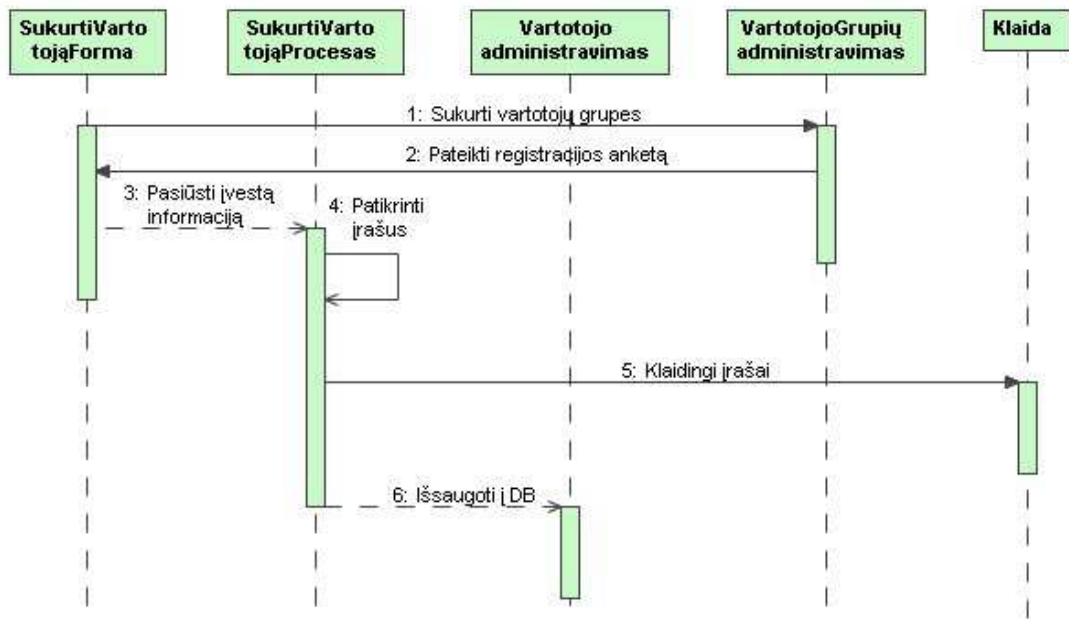 SukurtiVarto
tojąForma
SukurtiVarto
tojąProcesas
Vartotojo
administravimas
VartotojoGrupių
administravimas
Klaida
1: Sukurti vartotojų grupes
2: Pateikti registracijos anketą
3: Pasiūsti įvestą
informaciją
4: Patikrinti
įrašus
5: Klaidingi įrašai
6: Išsaugoti į DB